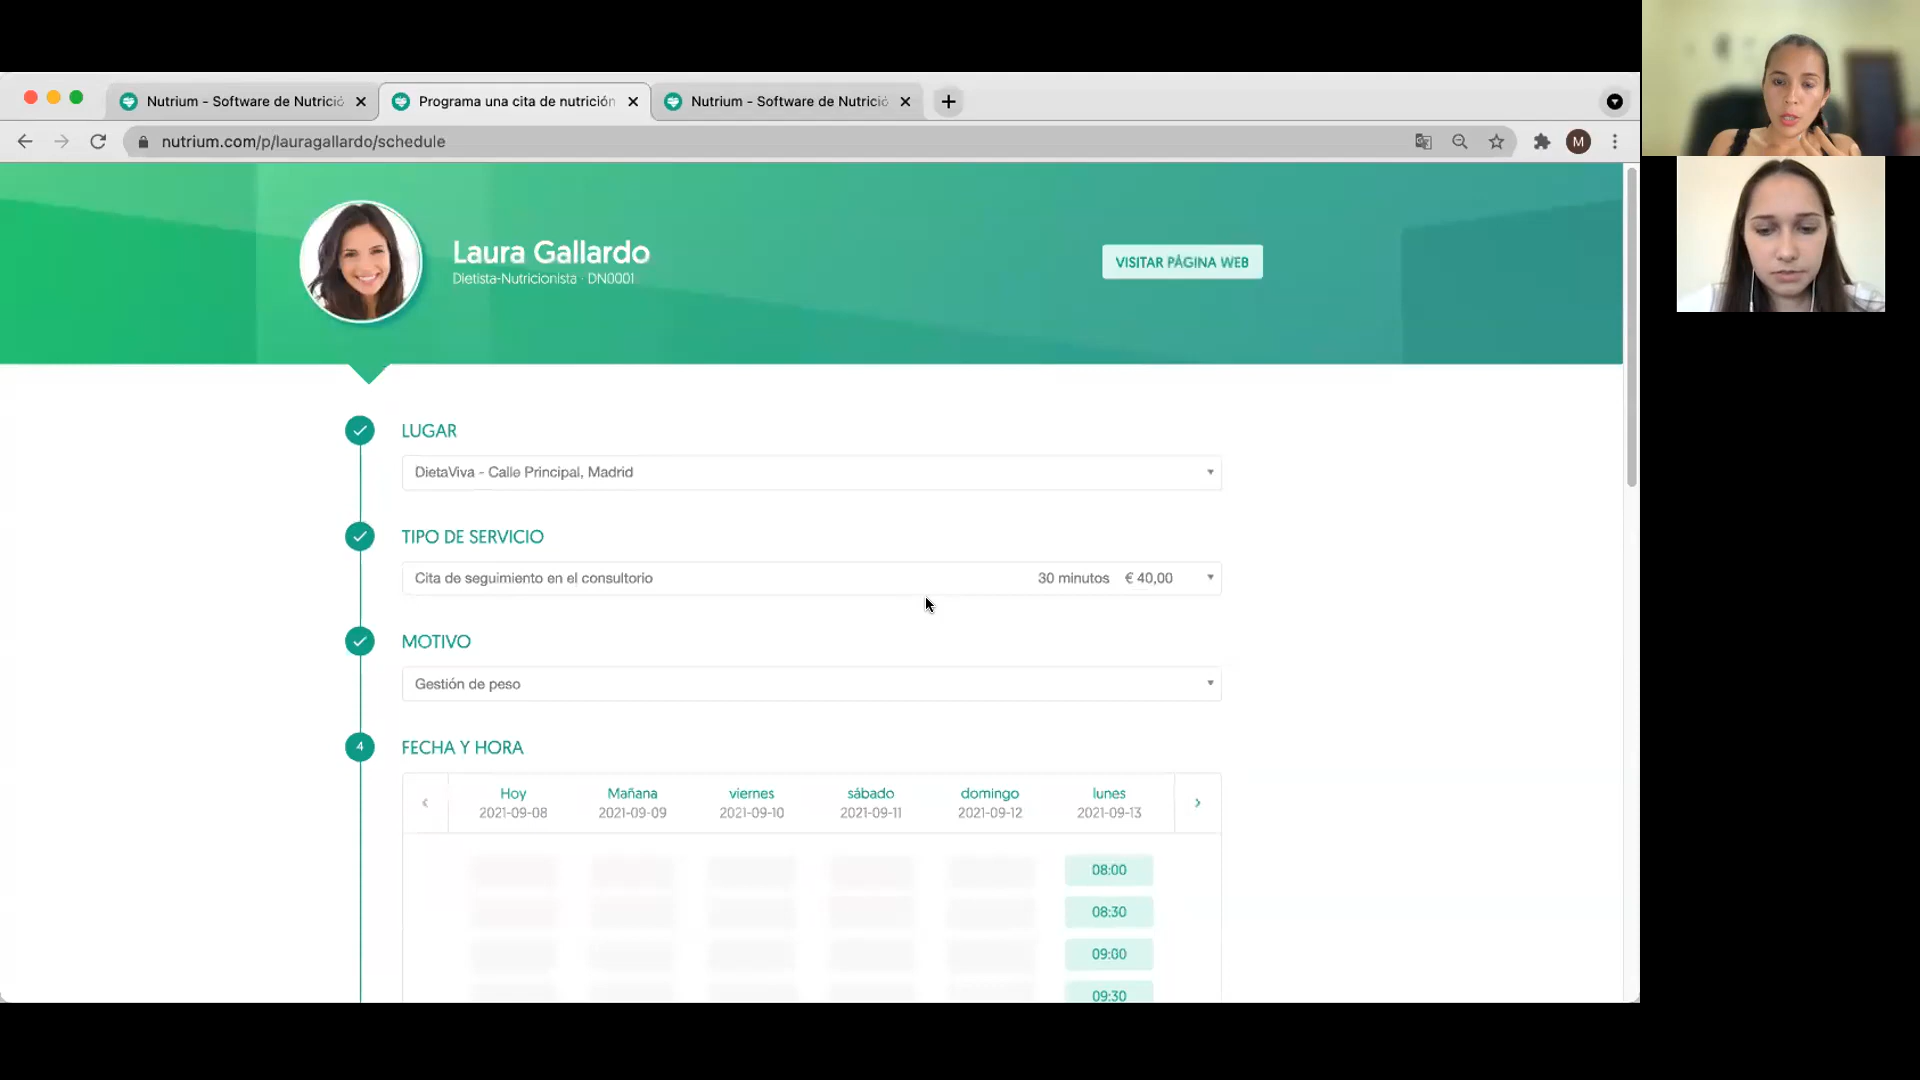 Nutrium - Software de Nutrició
Programa una cita de nutrición
Nutrium - Software de Nutrició
nutrium.com/p/lauragallardo/schedule
M
Laura Gallardo
Dietista-Nutricionista · DN0001
VISITAR PÁGINA WEB
LUGAR
DietaViva - Calle Principal, Madrid
TIPO DE SERVICIO
Cita de seguimiento en el consultorio 30 minutos € 40,00
MOTIVO
Gestión de peso
4 FECHA Y HORA
Hoy Mañana viernes sábado domingo lunes
2021-09-08 2021-09-09 2021-09-10 2021-09-11 2021-09-12 2021-09-13
08:00
08:30
09:00
09:30